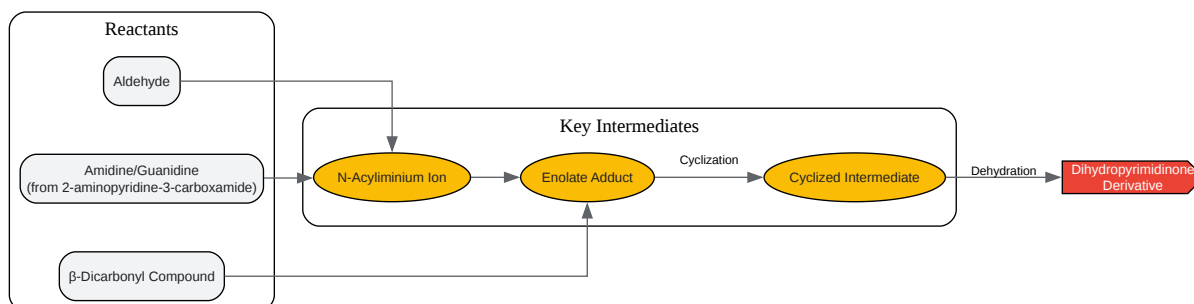 Reactants
Aldehyde
Amidine/Guanidine
(from 2-aminopyridine-3-carboxamide)
β-Dicarbonyl Compound
Key Intermediates
N-Acyliminium Ion
Enolate Adduct
Cyclization
Cyclized Intermediate
Dehydration
Dihydropyrimidinone
Derivative